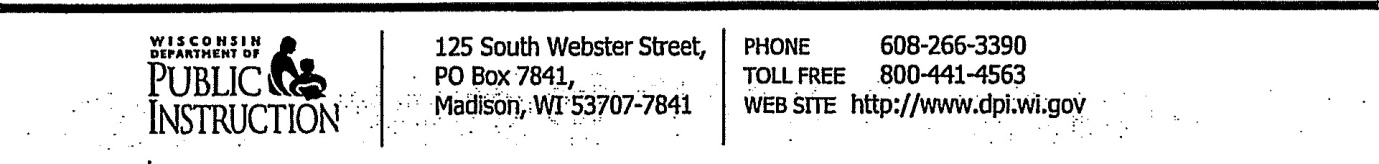 WISCONSIN
DEPARTMENT OF
PUBLIC
INSTRUCTION
125 South Webster Street,
PO Box 7841,
Madison, WI 53707-7841
PHONE 608-266-3390
TOLL FREE 800-441-4563
WEB SITE http://www.dpi.wi.gov